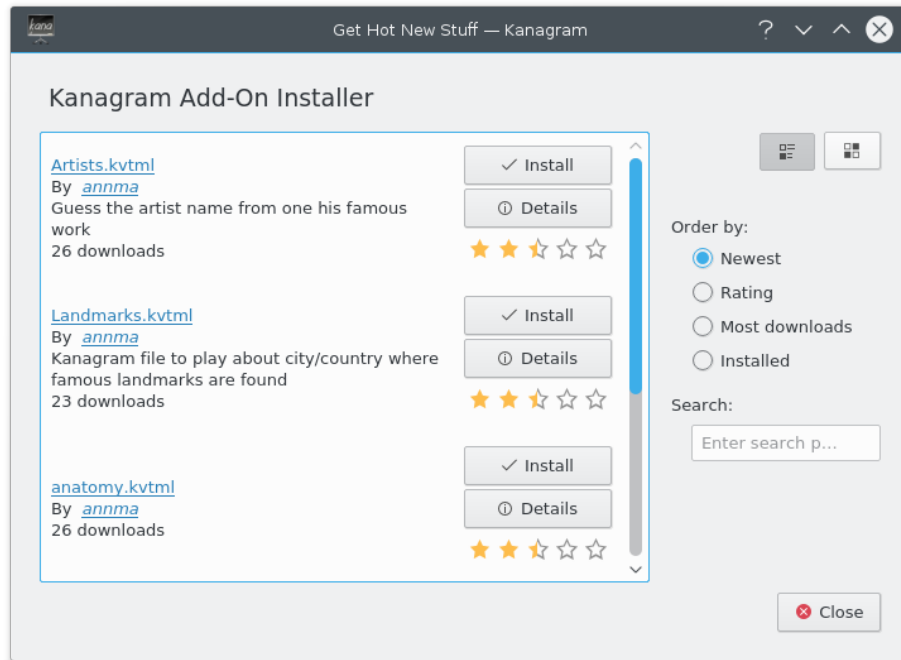 kana
Get Hot New Stuff — Kanagram
?
Kanagram Add-On Installer
Artists.kvtml
By annma
Guess the artist name from one his famous
work
26 downloads
Install
Details
Landmarks.kvtml
By annma
Kanagram file to play about city/country where
famous landmarks are found
23 downloads
Install
Details
anatomy.kvtml
By annma
26 downloads
Install
Details
Order by:
Newest
Rating
Most downloads
Installed
Search:
Enter search p...
Close